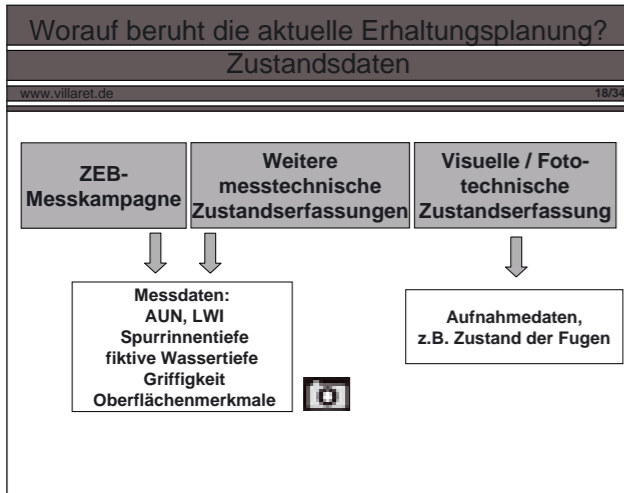 Worauf beruht die aktuelle Erhaltungsplanung?
Zustandsdaten
www.villaret.de
18/34
ZEB-
Messkampagne
Weitere
messtechnische
Zustandserfassungen
Visuelle / Foto-
technische
Zustandserfassung
Messdaten:
AUN, LWI
Spurrinnentiefe
fiktive Wassertiefe
Griffigkeit
Oberflächenmerkmale
Aufnahmedaten,
z.B. Zustand der Fugen